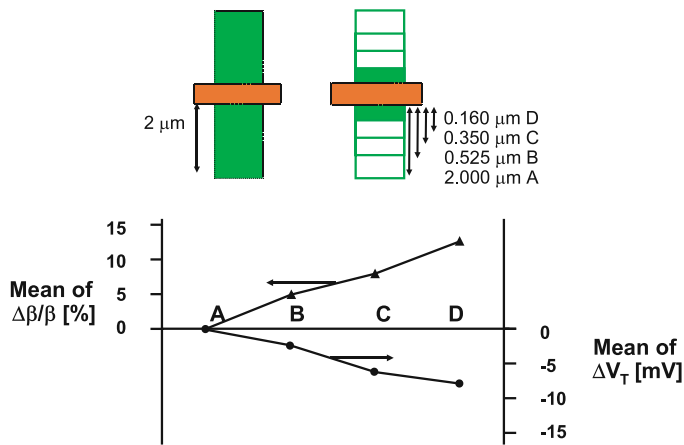 2 μm
0.160 μm D
0.350 μm C
0.525 μm B
2.000 μm A
15
10
5
0
Mean of
Δβ/β [%]
A B C D
0
-5
-10
-15
Mean of
ΔV_T [mV]